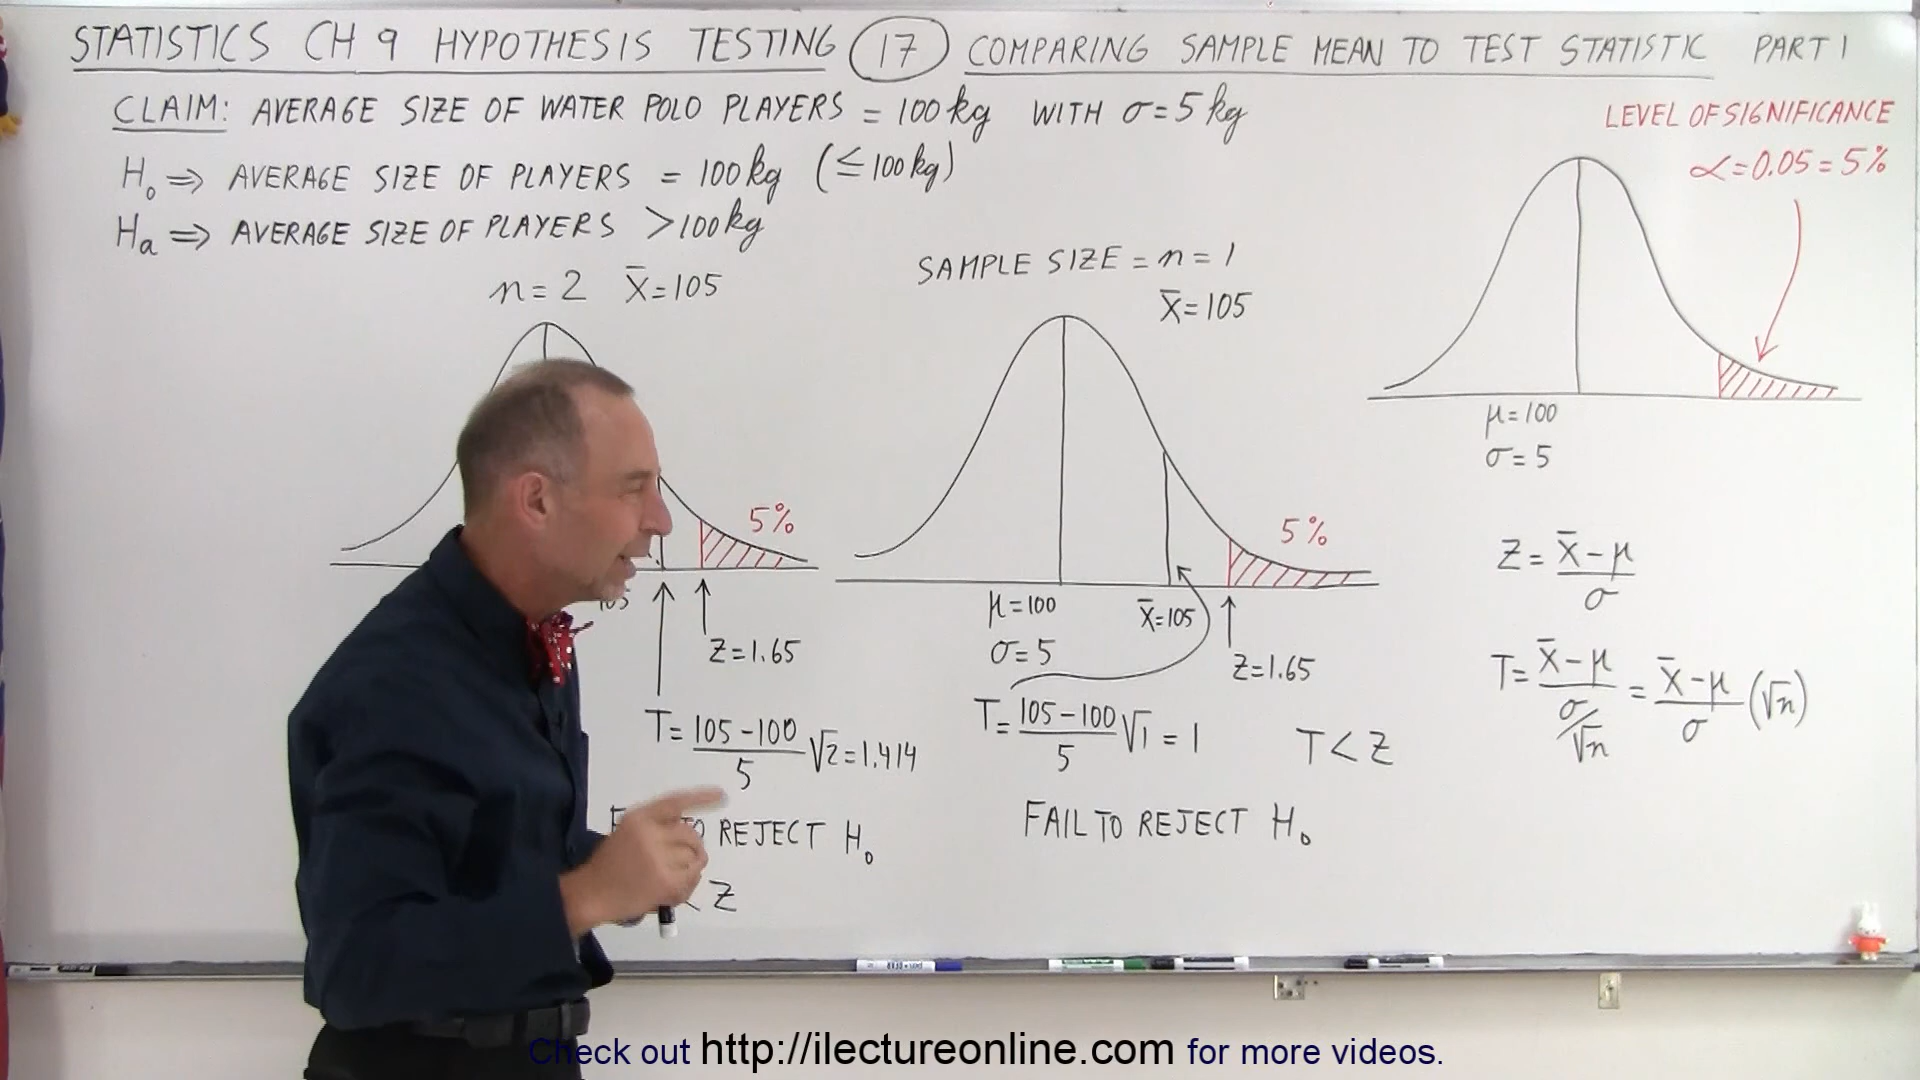 STATISTICS CH 9 HYPOTHESIS TESTING 17 COMPARING SAMPLE MEAN TO TEST STATISTIC PART 1
CLAIM: AVERAGE SIZE OF WATER POLO PLAYERS = 100 kg WITH σ = 5 kg
H₀ ⇒ AVERAGE SIZE OF PLAYERS = 100 kg (≤ 100 kg)
Hₐ ⇒ AVERAGE SIZE OF PLAYERS > 100 kg
n = 2 x̄ = 105
5%
Z = 1.65
T = (105 - 100)/5 √2 = 1.414
TO REJECT H₀
< Z
SAMPLE SIZE = n = 1
x̄ = 105
5%
μ = 100
σ = 5
x̄ = 105
Z = 1.65
T = (105 - 100)/5 √1 = 1
T < Z
FAIL TO REJECT H₀
LEVEL OF SIGNIFICANCE
α = 0.05 = 5%
μ = 100
σ = 5
Z = (x̄ - μ)/σ
T = (x̄ - μ)/(σ/√n) = (x̄ - μ)/σ (√n)
Check out http://ilectureonline.com for more videos.